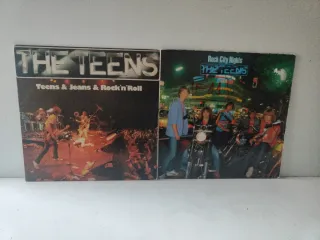 THE TEENS
Teens & Jeans & Rock'n'Roll
Rock City Nights
THE TEENS